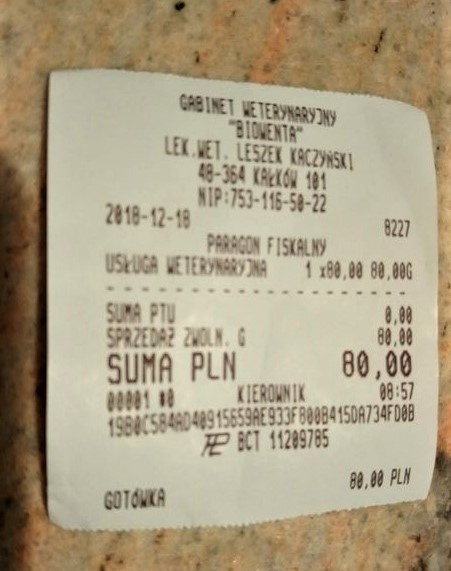 GABINET WETERYNARYJNY
"BIOWENTA"
LEK.WET. LESZEK KACZYŃSKI
48-364 KAŁKÓW 101
NIP:753-116-50-22
2018-12-18 8227
PARAGON FISKALNY
USŁUGA WETERYNARYJNA 1 x80,00 80,00G
SUMA PTU 0,00
SPRZEDAŻ ZWOLN. G 80,00
SUMA PLN 80,00
00001 #0 KIEROWNIK 08:57
19B0C584AD40915659AE933F800B415DA734FD0B
BCT 11209785
GOTÓWKA 80,00 PLN